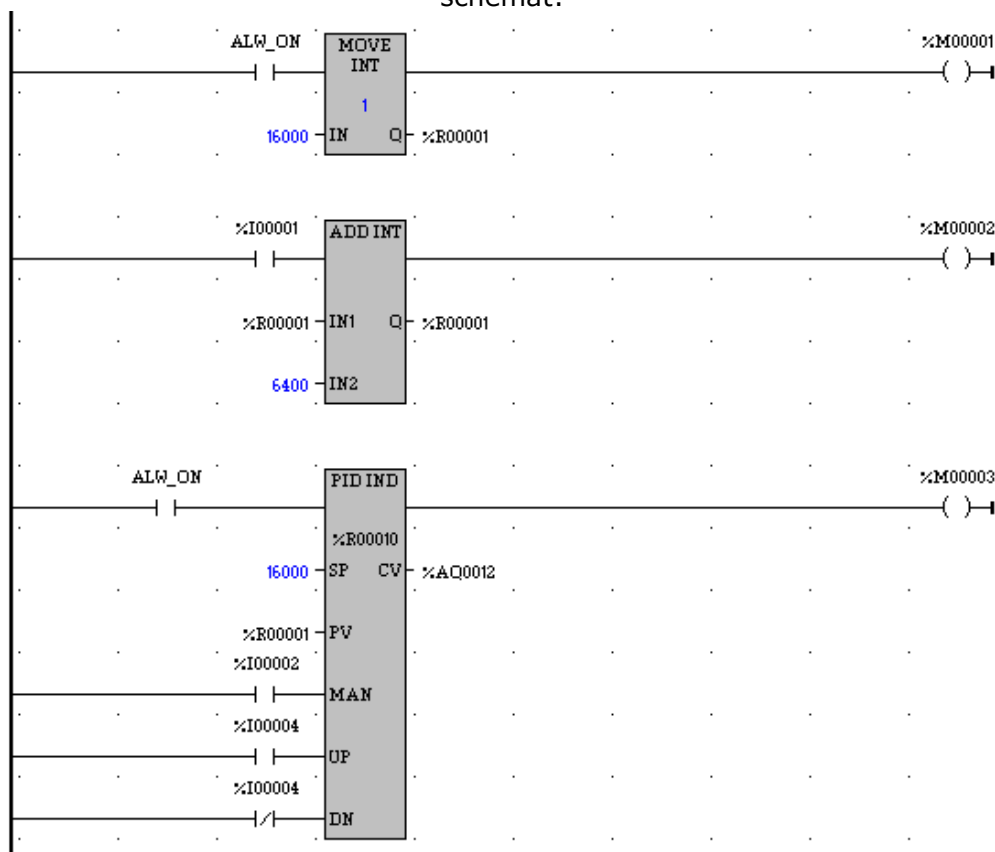 schemat:
ALW_ON MOVE INT %M00001
1
16000 IN Q %R00001
%I00001 ADD INT %M00002
%R00001 IN1 Q %R00001
6400 IN2
ALW_ON PID IND %M00003
%R00010
16000 SP CV %AQ0012
%R00001 PV
%I00002
MAN
%I00004
UP
%I00004
DN